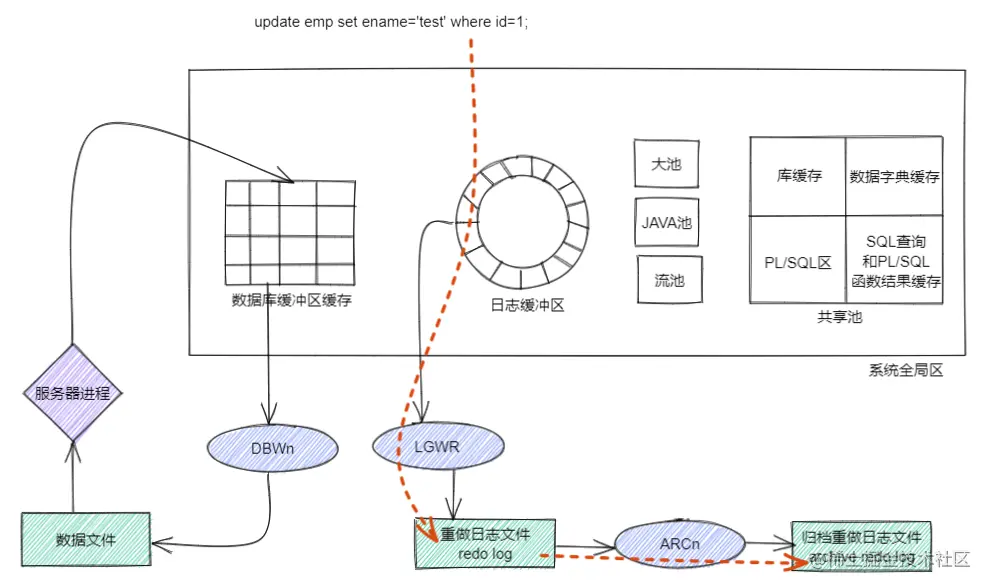 update emp set ename='test' where id=1;
大池
库缓存
数据字典缓存
JAVA池
PL/SQL区
SQL查询
和PL/SQL
函数结果缓存
流池
数据库缓冲区缓存
日志缓冲区
共享池
系统全局区
服务器进程
DBWn
LGWR
数据文件
重做日志文件
redo log
ARCn
归档重做日志文件
archive redo log
@稀土掘金技术社区